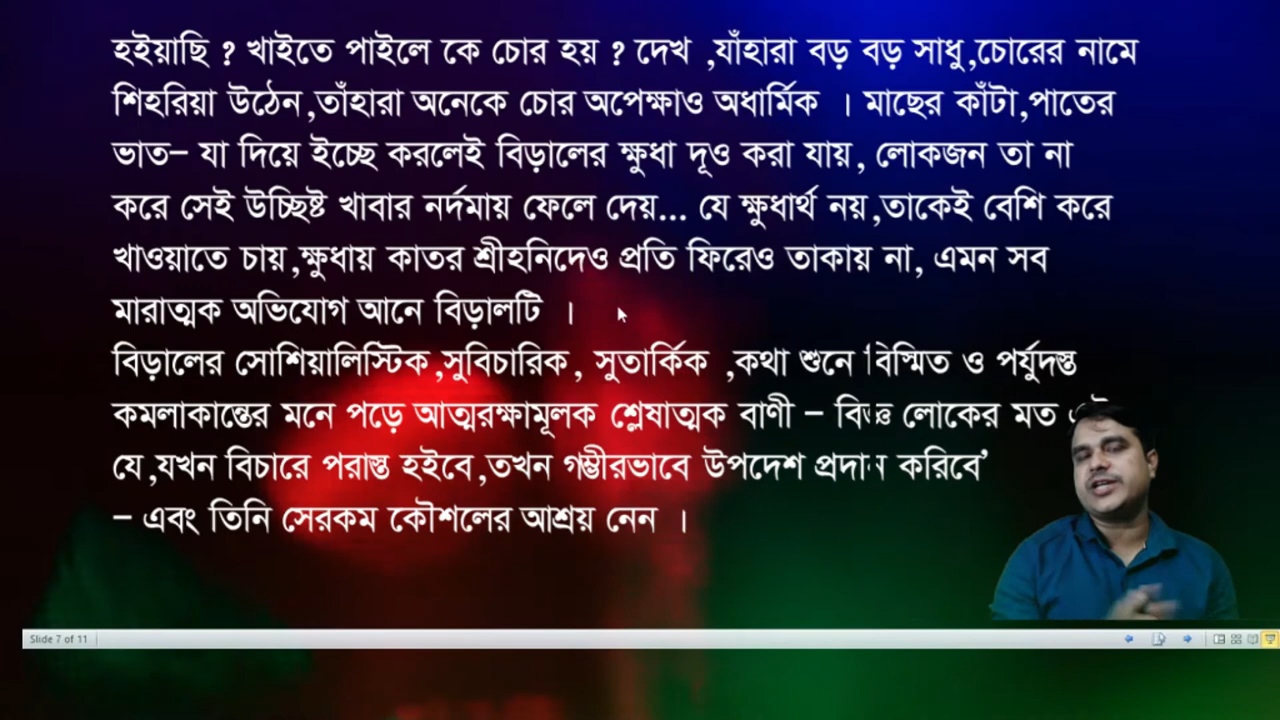 হইয়াছি ? খাইতে পাইলে কে চোর হয় ? দেখ ,যাঁহারা বড় বড় সাধু,চোরের নামে
শিহরিয়া উঠেন,তাঁহারা অনেকে চোর অপেক্ষাও অধার্মিক । মাছের কাঁটা,পাতের
ভাত– যা দিয়ে ইচ্ছে করলেই বিড়ালের ক্ষুধা দূও করা যায়, লোকজন তা না
করে সেই উচ্ছিষ্ট খাবার নর্দমায় ফেলে দেয়... যে ক্ষুধার্থ নয়,তাকেই বেশি করে
খাওয়াতে চায়,ক্ষুধায় কাতর শ্রীহনিদেও প্রতি ফিরেও তাকায় না, এমন সব
মারাত্মক অভিযোগ আনে বিড়ালটি ।
বিড়ালের সোশিয়ালিস্টিক,সুবিচারিক, সুতার্কিক ,কথা শুনে বিস্মিত ও পর্যুদস্ত
কমলাকান্তের মনে পড়ে আত্মরক্ষামূলক শ্লেষাত্মক বাণী – বিজ্ঞ লোকের মত
যে,যখন বিচারে পরাস্ত হইবে,তখন গম্ভীরভাবে উপদেশ প্রদান করিবে’
– এবং তিনি সেরকম কৌশলের আশ্রয় নেন ।
Slide 7 of 11